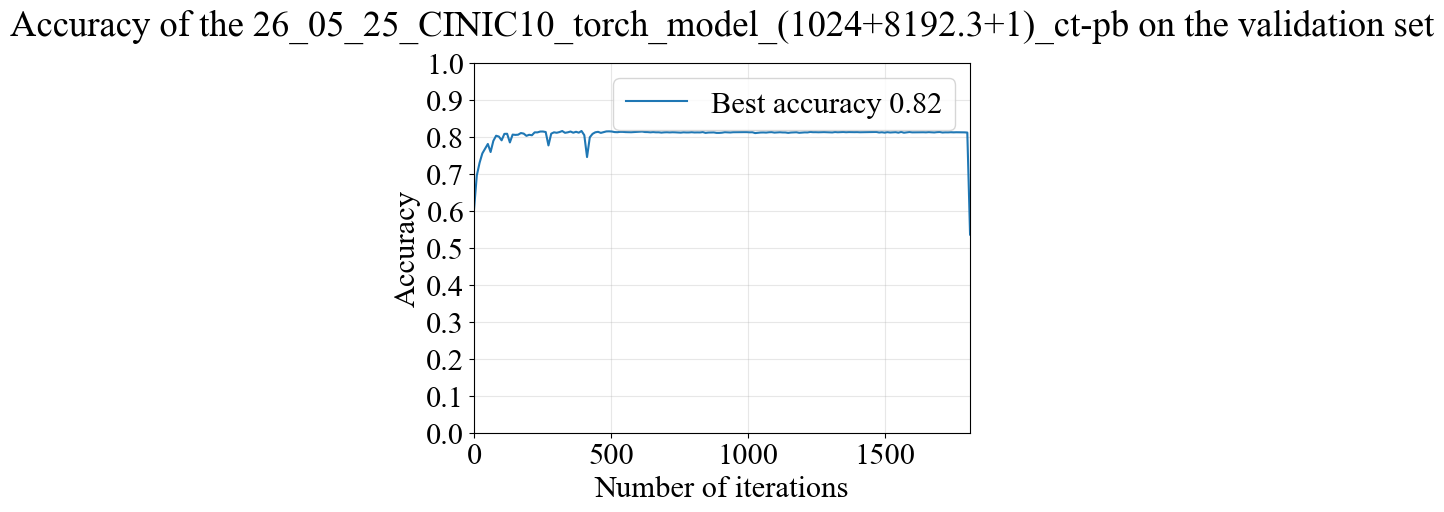 Accuracy of the 26_05_25_CINIC10_torch_model_(1024+8192.3+1)_ct-pb on the validation set
Best accuracy 0.82
1.0
0.9
0.8
0.7
0.6
0.5
0.4
0.3
0.2
0.1
0.0
Accuracy
0 500 1000 1500
Number of iterations